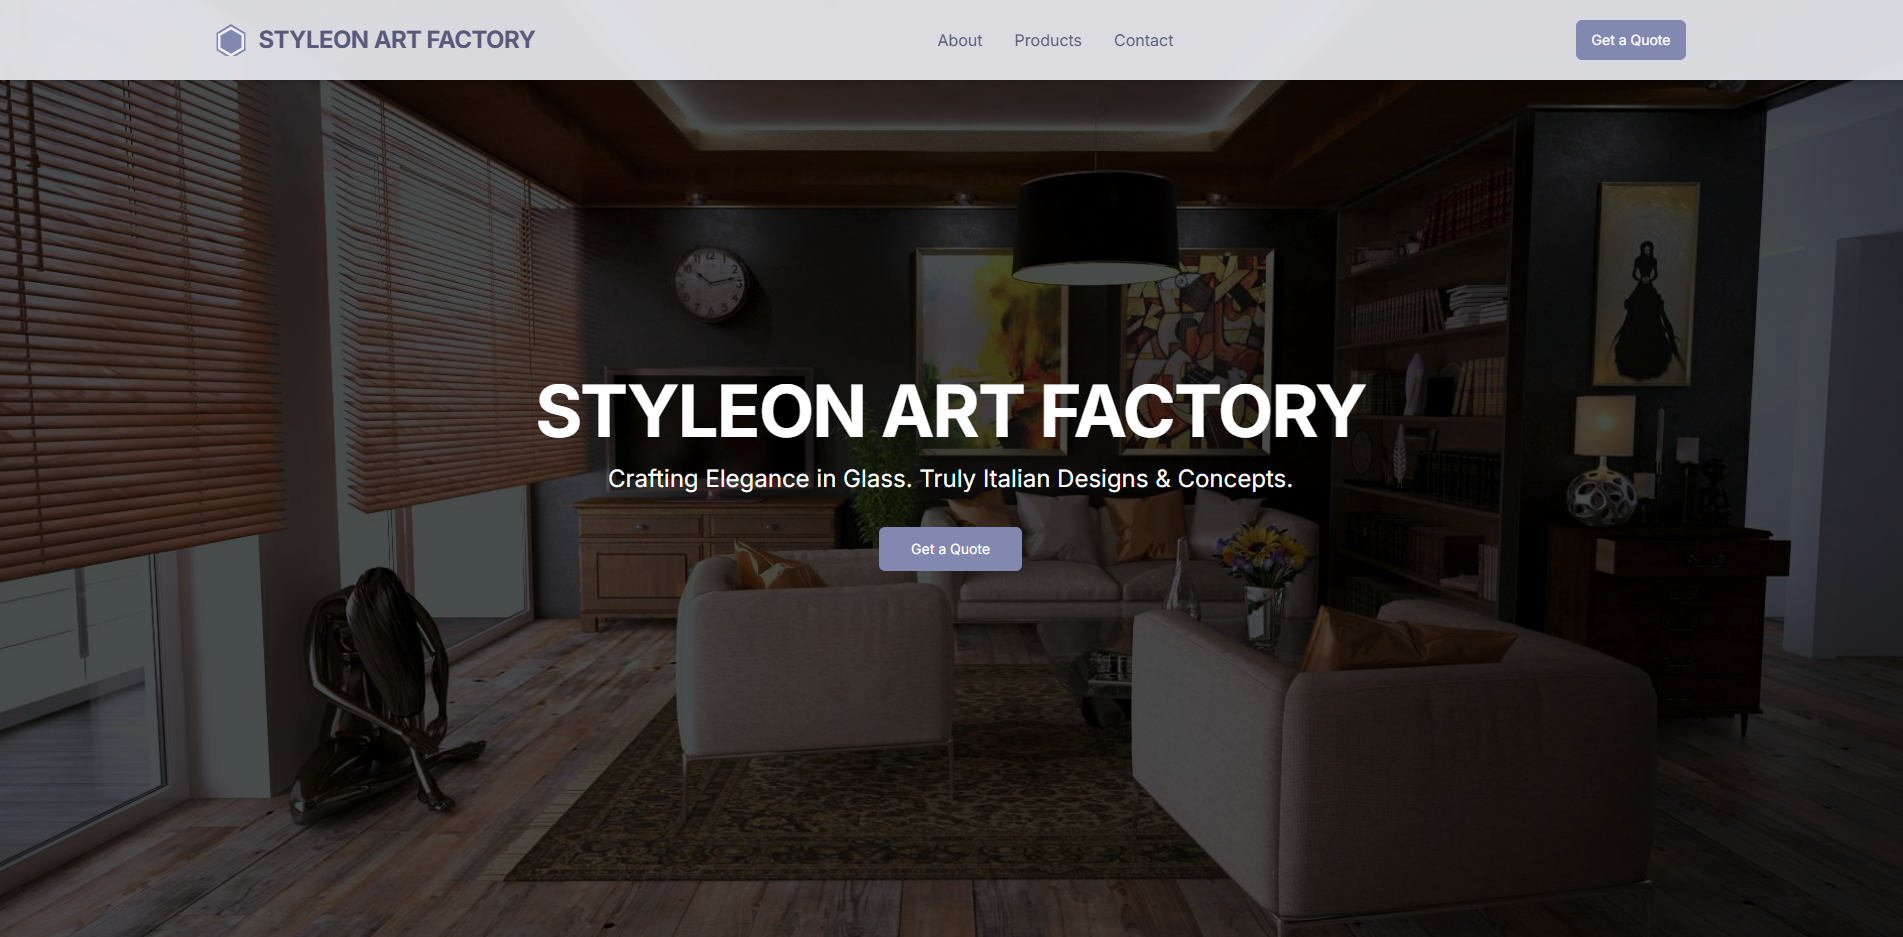 STYLEON ART FACTORY
About Products Contact
Get a Quote
STYLEON ART FACTORY
Crafting Elegance in Glass. Truly Italian Designs & Concepts.
Get a Quote